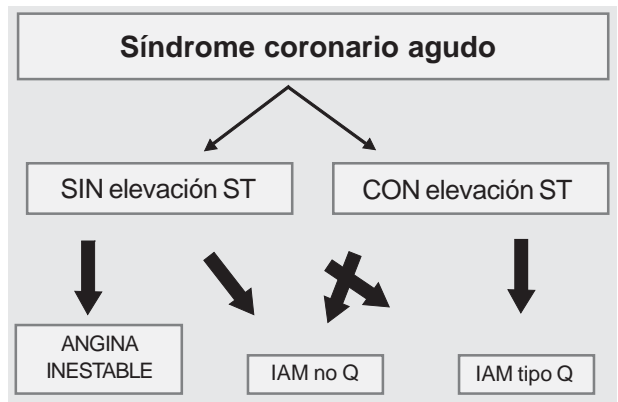 Síndrome coronario agudo
SIN elevación ST
CON elevación ST
ANGINA
INESTABLE
IAM no Q
IAM tipo Q